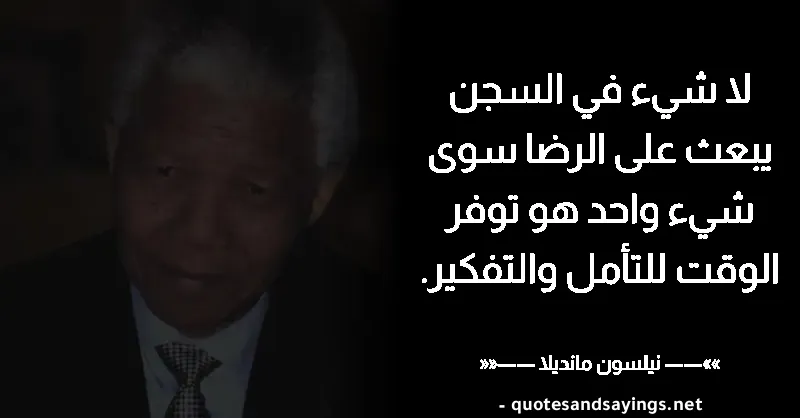 لا شيء في السجن
يبعث على الرضا سوى
شيء واحد هو توفر
الوقت للتأمل والتفكير.
««—— نيلسون مانديلا ——»»
- quotesandsayings.net